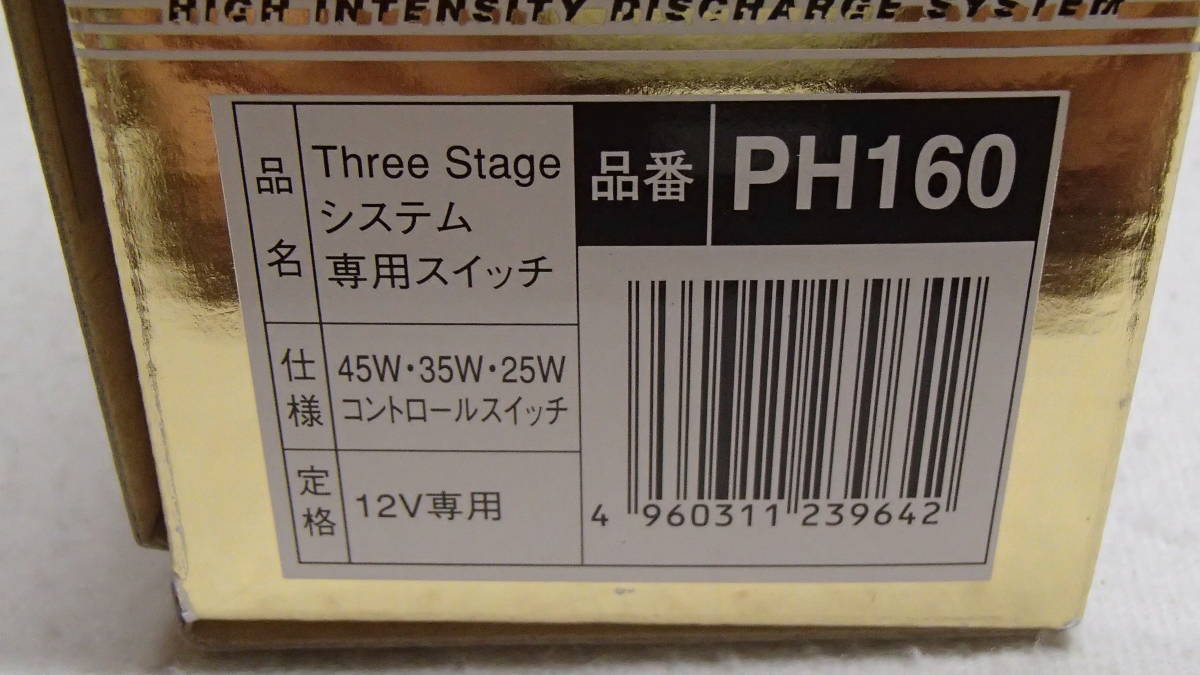 HIGH INTENSITY DISCHARGE SYSTEM
品名
Three Stage
システム
専用スイッチ
品番
PH160
仕様
45W・35W・25W
コントロールスイッチ
定格
12V専用
4 960311 239642